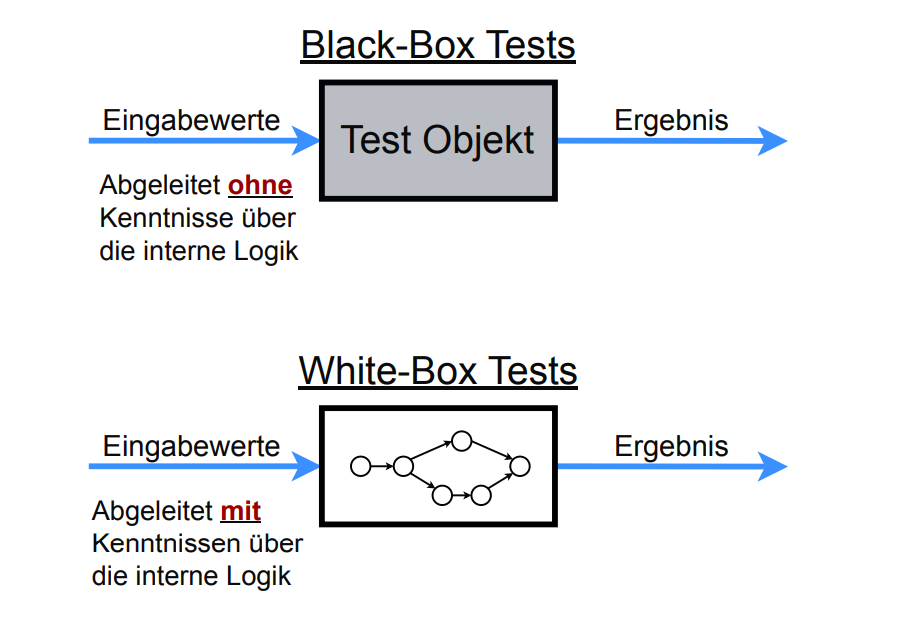 Black-Box Tests
Eingabewerte
Test Objekt
Ergebnis
Abgeleitet ohne
Kenntnisse über
die interne Logik
White-Box Tests
Eingabewerte
Ergebnis
Abgeleitet mit
Kenntnissen über
die interne Logik